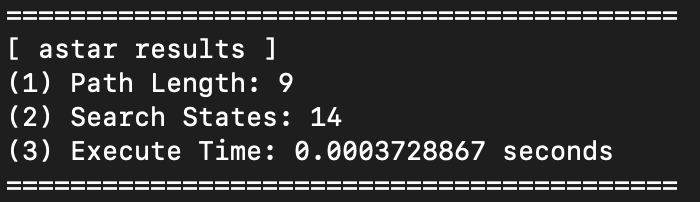 ==========================================
[ astar results ]
(1) Path Length: 9
(2) Search States: 14
(3) Execute Time: 0.0003728867 seconds
==========================================